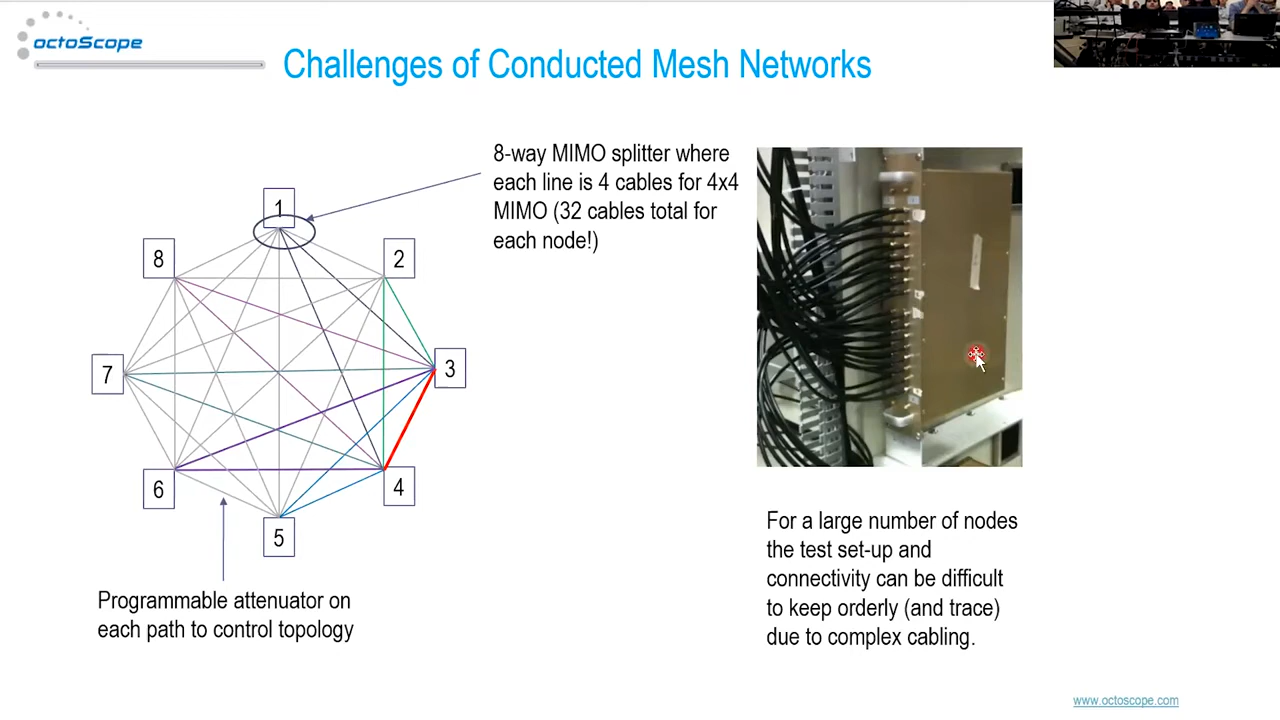 octoScope
Challenges of Conducted Mesh Networks
8-way MIMO splitter where
each line is 4 cables for 4x4
MIMO (32 cables total for
each node!)
1
8
2
7
3
6
4
5
Programmable attenuator on
each path to control topology
For a large number of nodes
the test set-up and
connectivity can be difficult
to keep orderly (and trace)
due to complex cabling.
www.octoscope.com